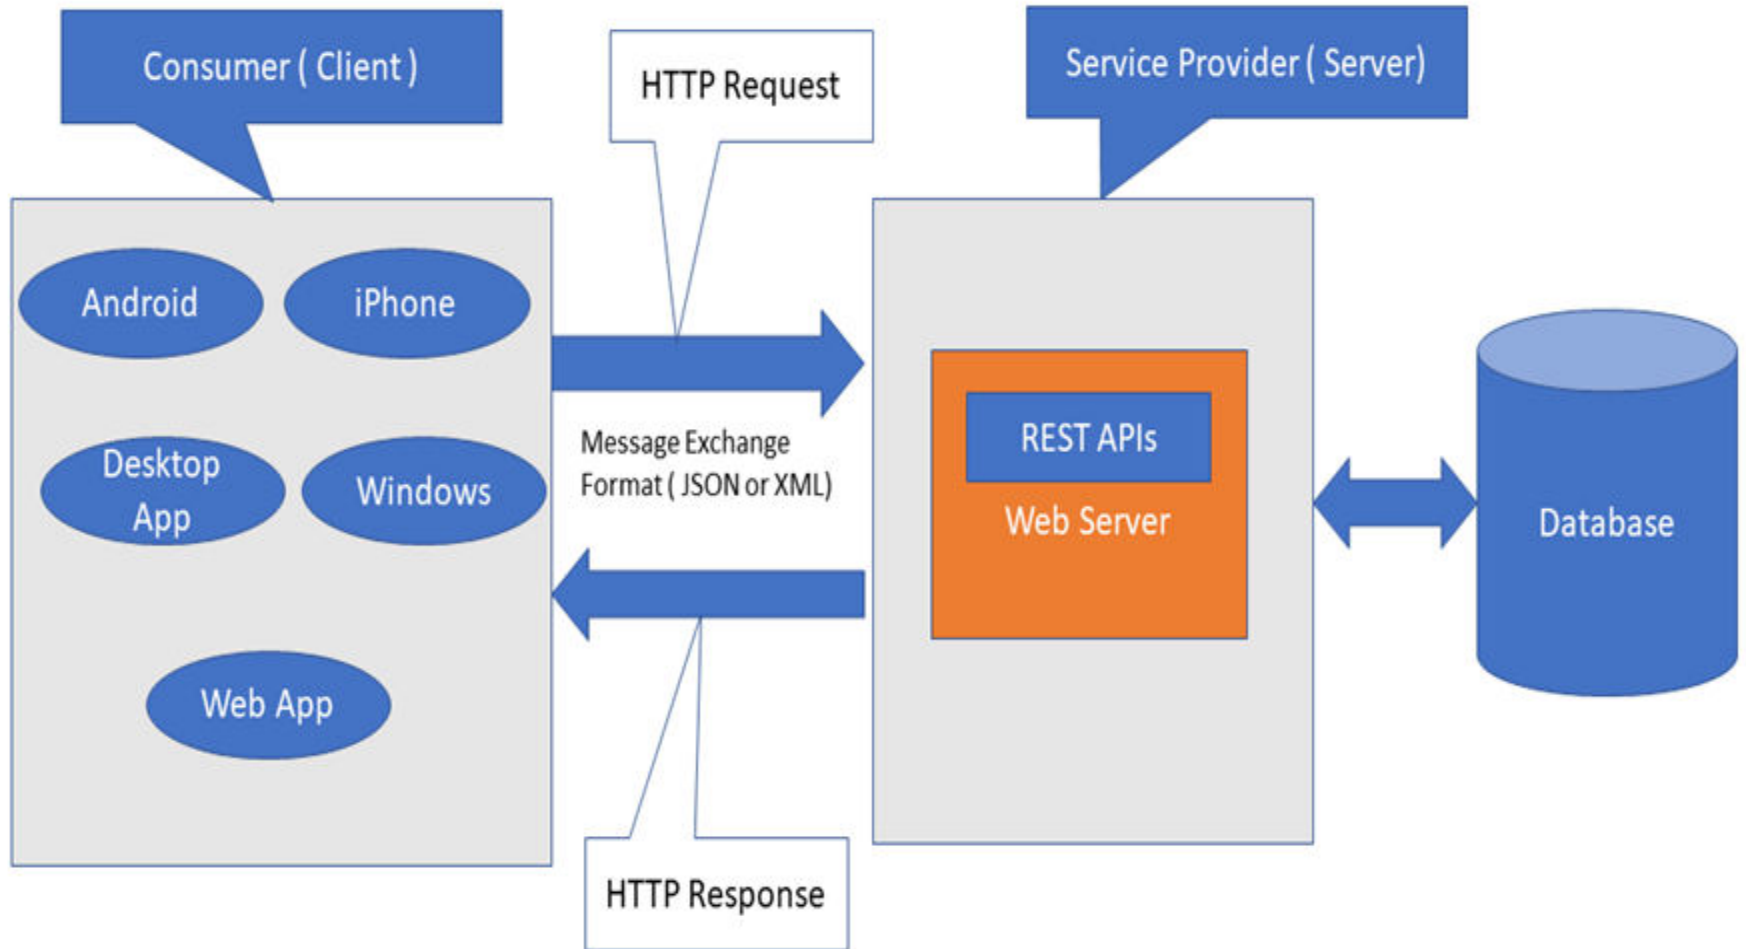 Consumer ( Client )
HTTP Request
Service Provider ( Server)
Android
iPhone
Desktop
App
Windows
Web App
Message Exchange
Format ( JSON or XML)
REST APIs
Web Server
Database
HTTP Response